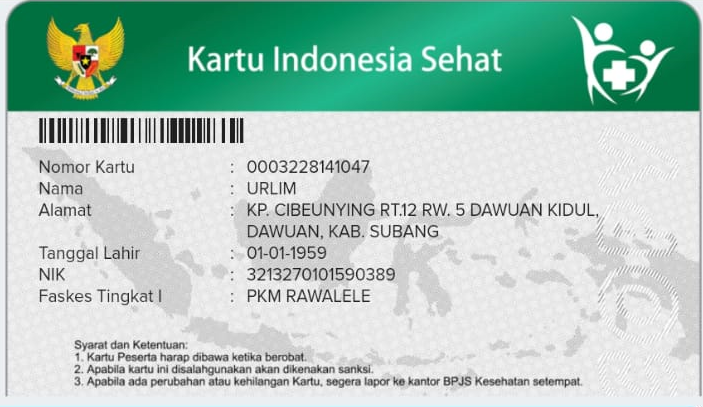 Kartu Indonesia Sehat
Nomor Kartu : 0003228141047
Nama : URLIM
Alamat : KP. CIBEUNYING RT.12 RW. 5 DAWUAN KIDUL,
DAWUAN, KAB. SUBANG
Tanggal Lahir : 01-01-1959
NIK : 3213270101590389
Faskes Tingkat I : PKM RAWALELE
Syarat dan Ketentuan:
1. Kartu Peserta harap dibawa ketika berobat.
2. Apabila kartu ini disalahgunakan akan dikenakan sanksi.
3. Apabila ada perubahan atau kehilangan Kartu, segera lapor ke kantor BPJS Kesehatan setempat.